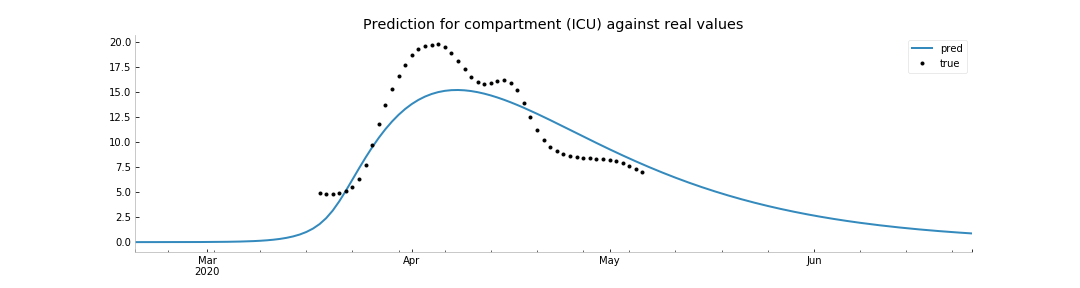 Prediction for compartment (ICU) against real values
20.0
17.5
15.0
12.5
10.0
7.5
5.0
2.5
0.0
pred
true
Mar
2020
Apr
May
Jun